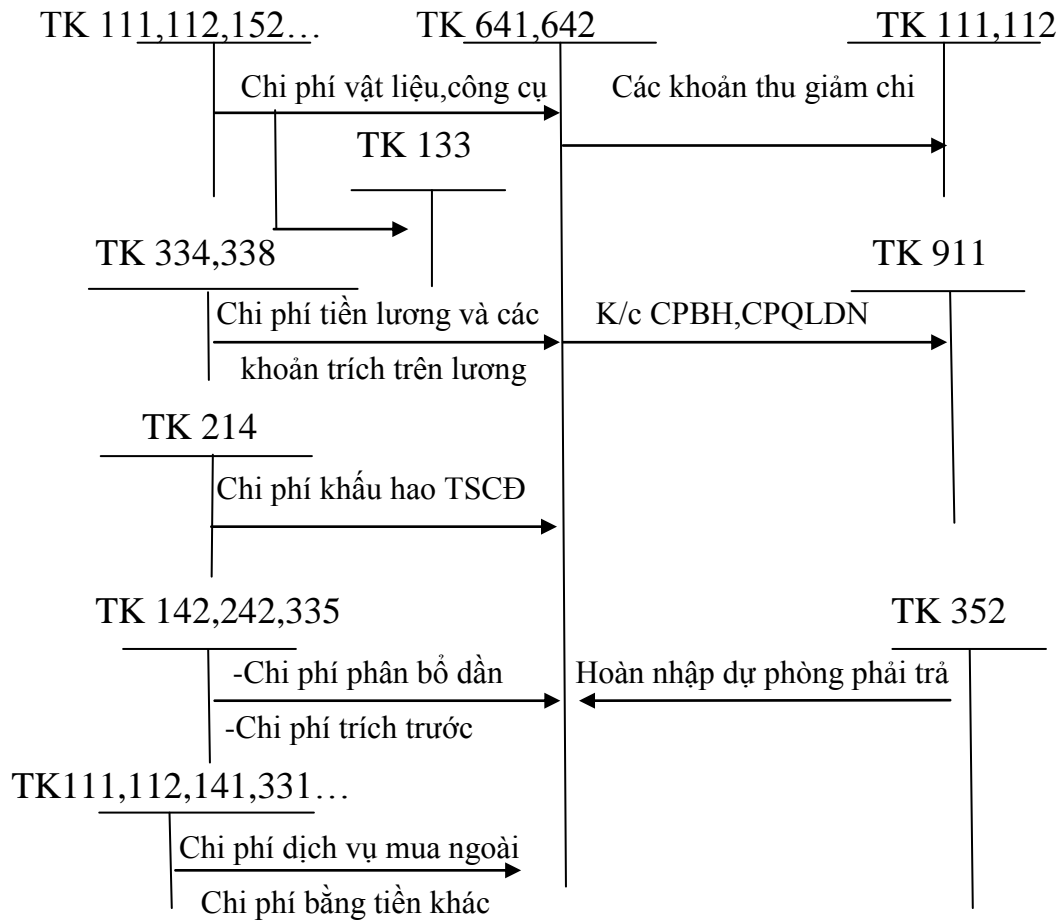 TK 111,112,152…
TK 641,642
TK 111,112
Chi phí vật liệu,công cụ
Các khoản thu giảm chi
TK 133
TK 334,338
TK 911
Chi phí tiền lương và các
khoản trích trên lương
K/c CPBH,CPQLDN
TK 214
Chi phí khấu hao TSCĐ
TK 142,242,335
TK 352
-Chi phí phân bổ dần
Hoàn nhập dự phòng phải trả
-Chi phí trích trước
TK111,112,141,331…
Chi phí dịch vụ mua ngoài
Chi phí bằng tiền khác